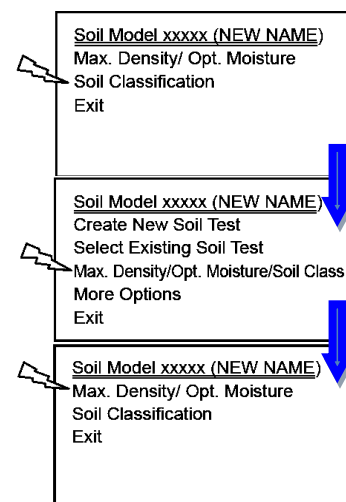 Soil Model xxxxx (NEW NAME)
Max. Density/ Opt. Moisture
Soil Classification
Exit
Soil Model xxxxx (NEW NAME)
Create New Soil Test
Select Existing Soil Test
Max. Density/Opt. Moisture/Soil Class
More Options
Exit
Soil Model xxxxx (NEW NAME)
Max. Density/ Opt. Moisture
Soil Classification
Exit